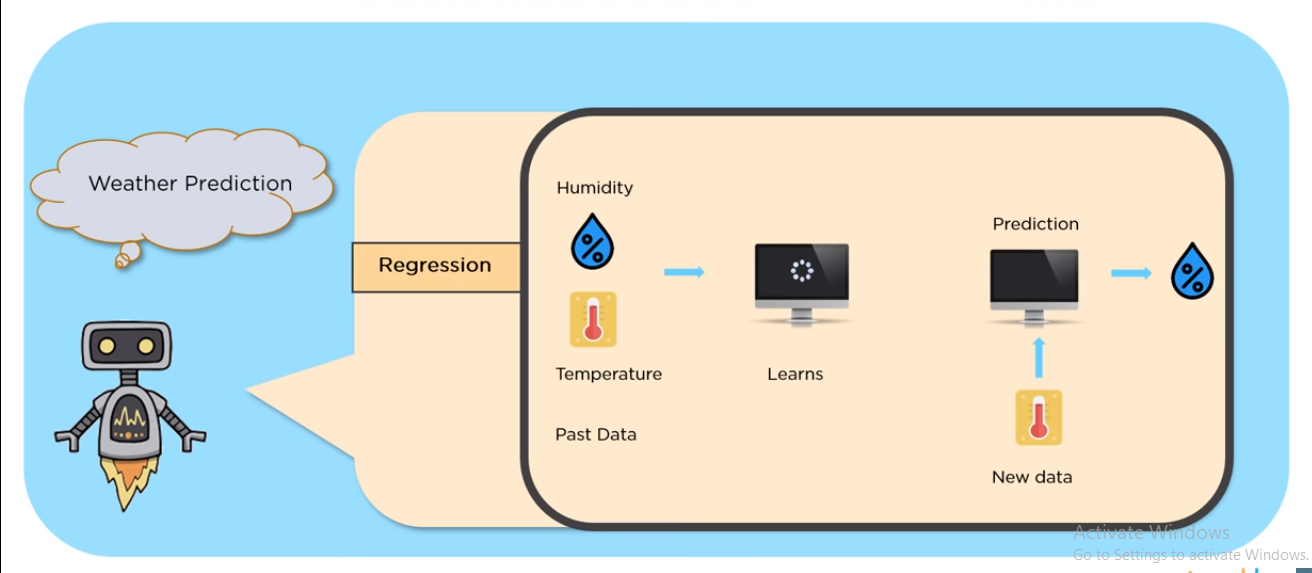 Weather Prediction
Regression
Humidity
Temperature
Past Data
Learns
Prediction
New data
Activate Windows
Go to Settings to activate Windows.